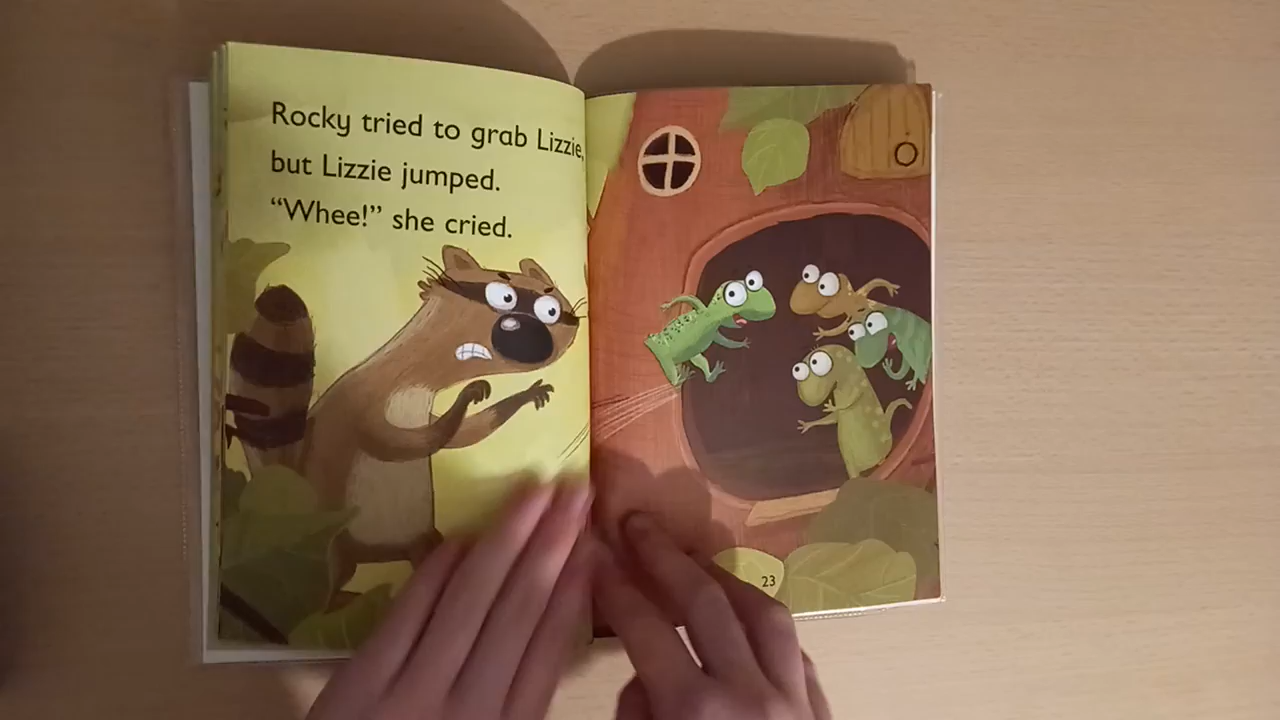 Rocky tried to grab Lizzie,
but Lizzie jumped.
“Whee!” she cried.
23